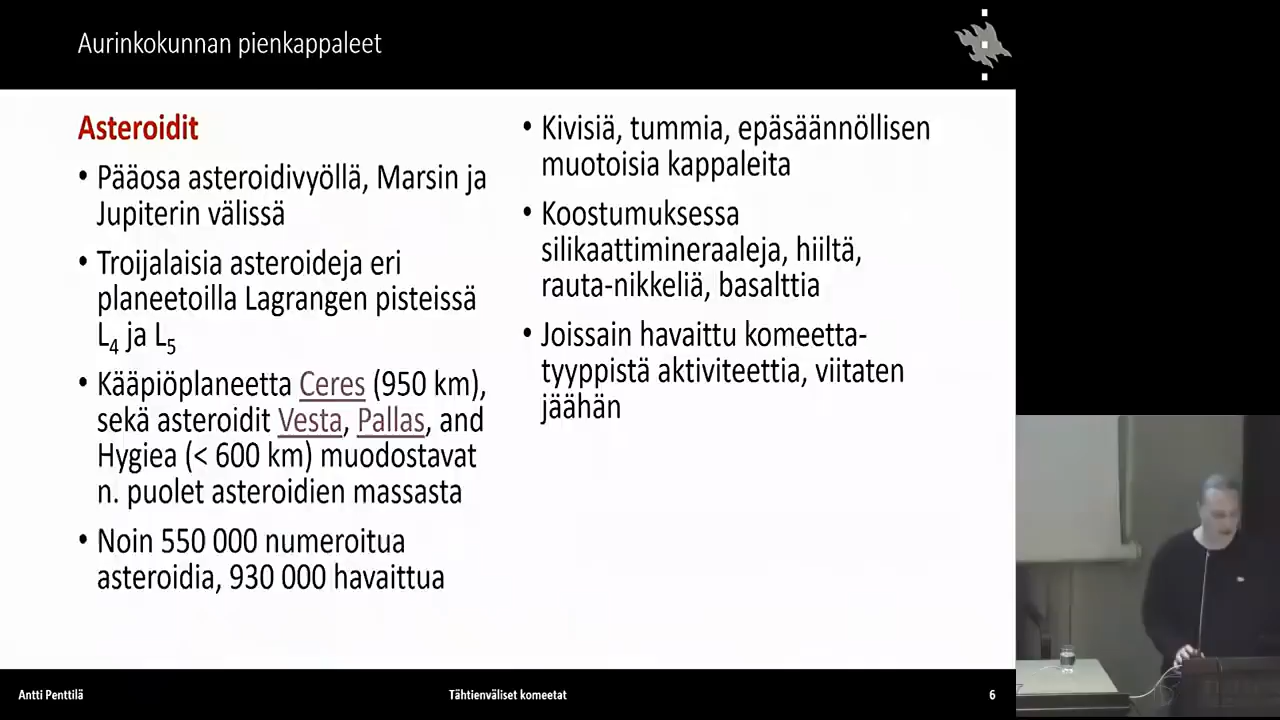 Aurinkokunnan pienkappaleet
Asteroidit
• Pääosa asteroidivyöllä, Marsin ja
Jupiterin välissä
• Troijalaisia asteroideja eri
planeetoilla Lagrangen pisteissä
L4 ja L5
• Kääpiöplaneetta Ceres (950 km),
sekä asteroidit Vesta, Pallas, and
Hygiea (< 600 km) muodostavat
n. puolet asteroidien massasta
• Noin 550 000 numeroitua
asteroidia, 930 000 havaittua
• Kivisiä, tummia, epäsäännöllisen
muotoisia kappaleita
• Koostumuksessa
silikaattimineraaleja, hiiltä,
rauta-nikkeliä, basalttia
• Joissain havaittu komeetta-
tyyppistä aktiviteettia, viitaten
jäähän
Antti Penttilä
Tähtienväliset komeetat
6